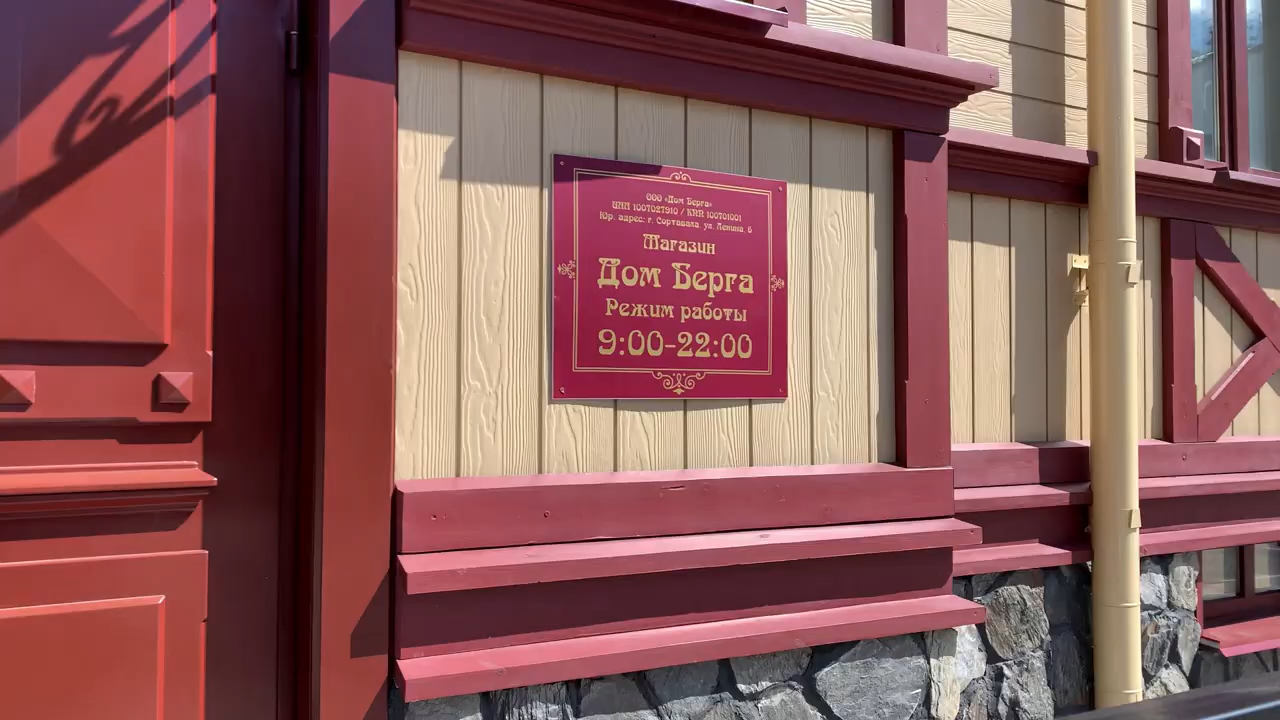 ООО «Дом Берга»
ИНН 1007027910 / КПП 100701001
Юр. адрес: г. Сортавала, ул. Ленина, 6
Магазин
Дом Берга
Режим работы
9:00-22:00